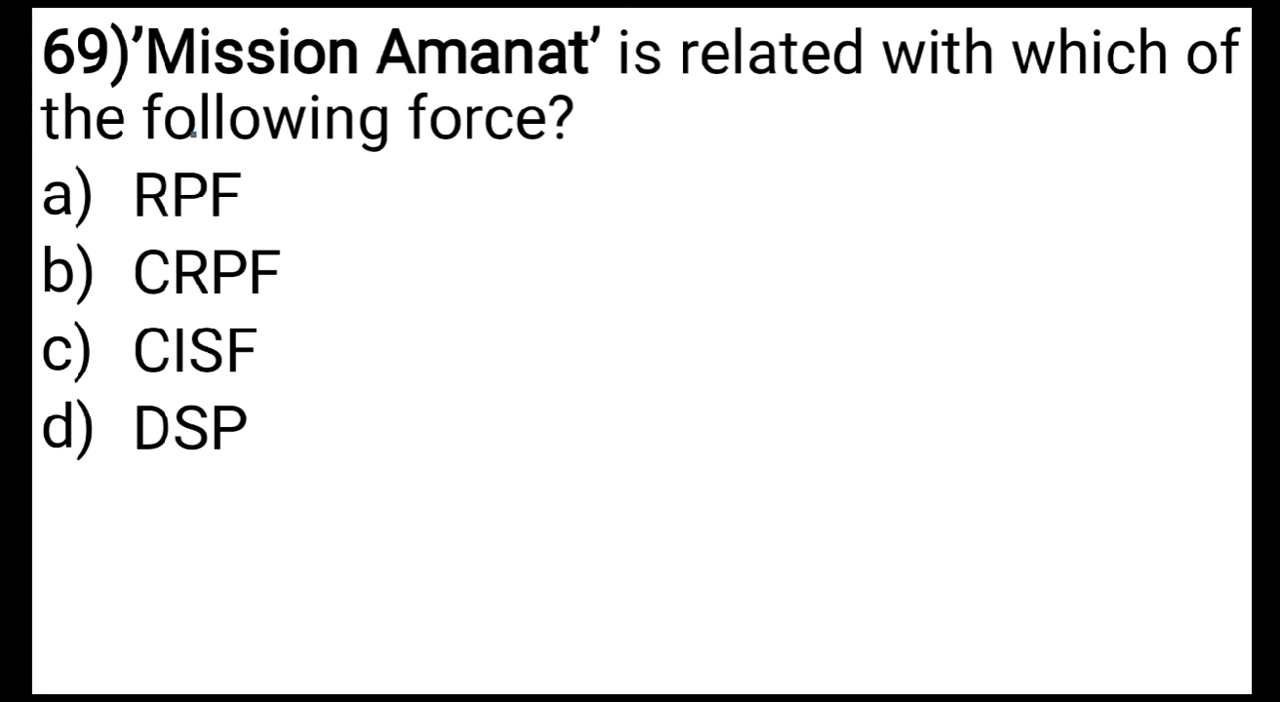 69)’Mission Amanat’ is related with which of
the following force?
a) RPF
b) CRPF
c) CISF
d) DSP